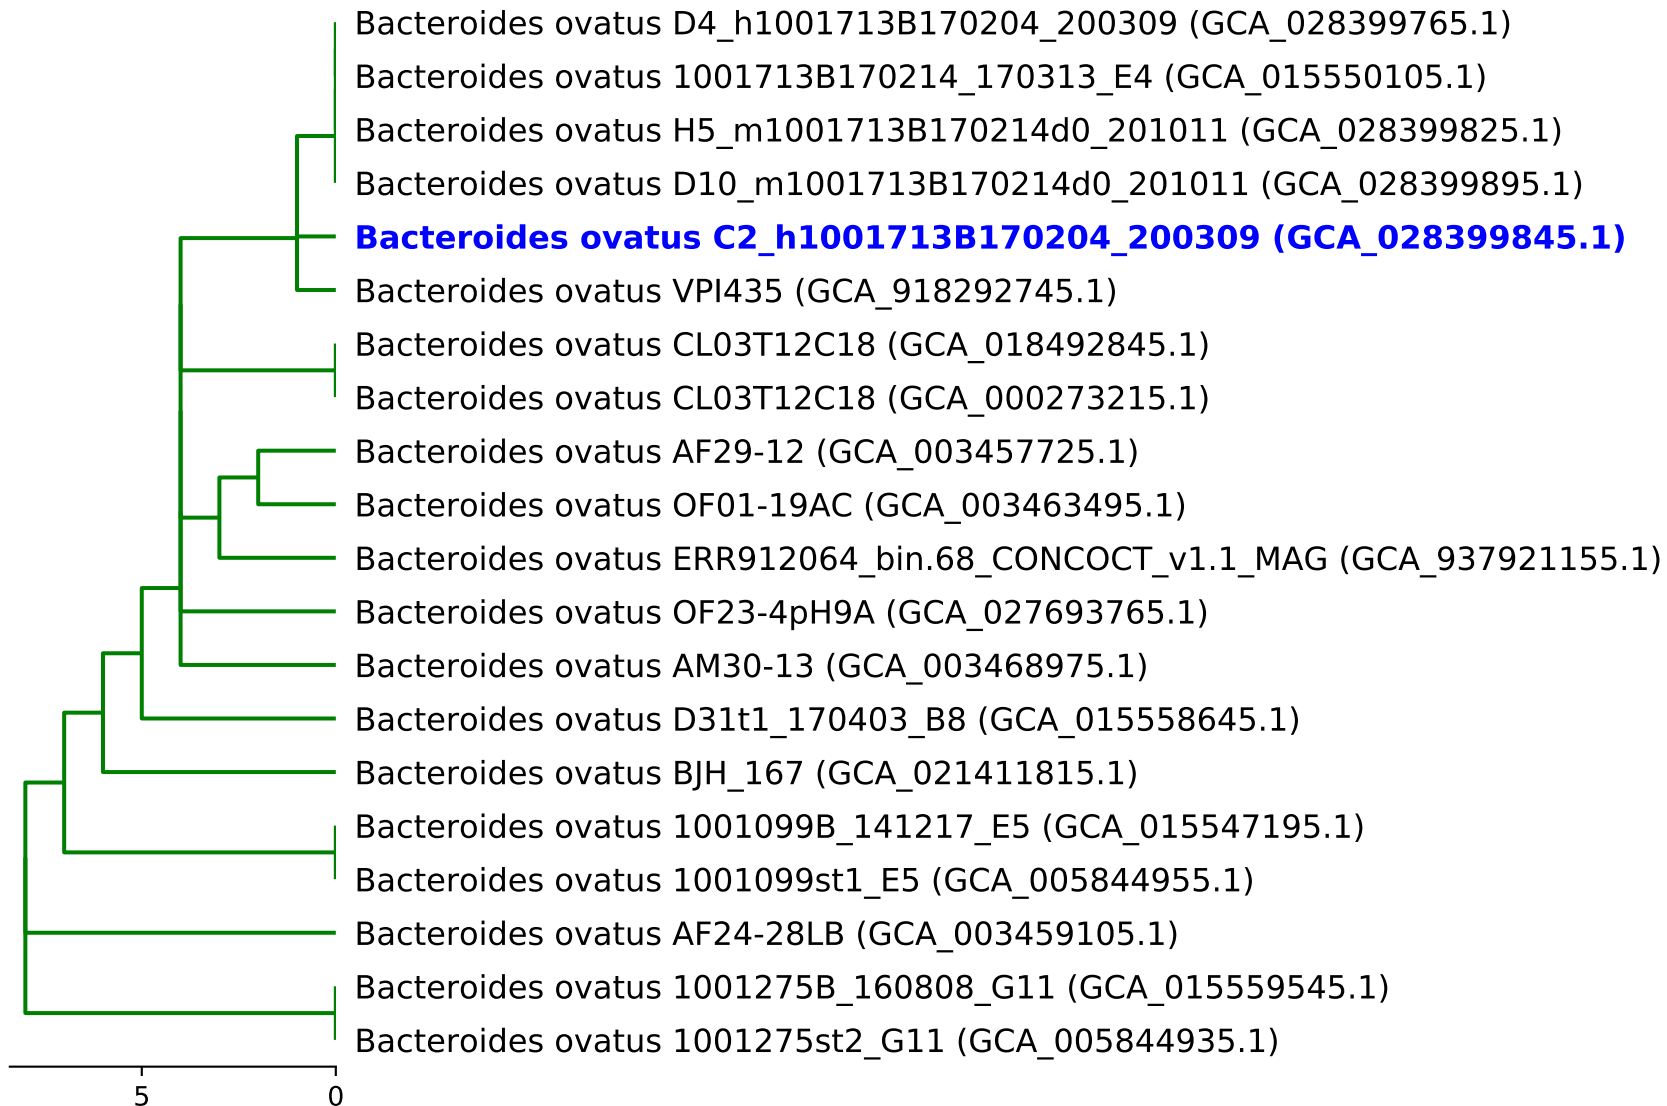 Bacteroides ovatus D4_h1001713B170204_200309 (GCA_028399765.1)
Bacteroides ovatus 1001713B170214_170313_E4 (GCA_015550105.1)
Bacteroides ovatus H5_m1001713B170214d0_201011 (GCA_028399825.1)
Bacteroides ovatus D10_m1001713B170214d0_201011 (GCA_028399895.1)
Bacteroides ovatus C2_h1001713B170204_200309 (GCA_028399845.1)
Bacteroides ovatus VPI435 (GCA_918292745.1)
Bacteroides ovatus CL03T12C18 (GCA_018492845.1)
Bacteroides ovatus CL03T12C18 (GCA_000273215.1)
Bacteroides ovatus AF29-12 (GCA_003457725.1)
Bacteroides ovatus OF01-19AC (GCA_003463495.1)
Bacteroides ovatus ERR912064_bin.68_CONCOCT_v1.1_MAG (GCA_937921155.1)
Bacteroides ovatus OF23-4pH9A (GCA_027693765.1)
Bacteroides ovatus AM30-13 (GCA_003468975.1)
Bacteroides ovatus D31t1_170403_B8 (GCA_015558645.1)
Bacteroides ovatus BJH_167 (GCA_021411815.1)
Bacteroides ovatus 1001099B_141217_E5 (GCA_015547195.1)
Bacteroides ovatus 1001099st1_E5 (GCA_005844955.1)
Bacteroides ovatus AF24-28LB (GCA_003459105.1)
Bacteroides ovatus 1001275B_160808_G11 (GCA_015559545.1)
Bacteroides ovatus 1001275st2_G11 (GCA_005844935.1)
5 0